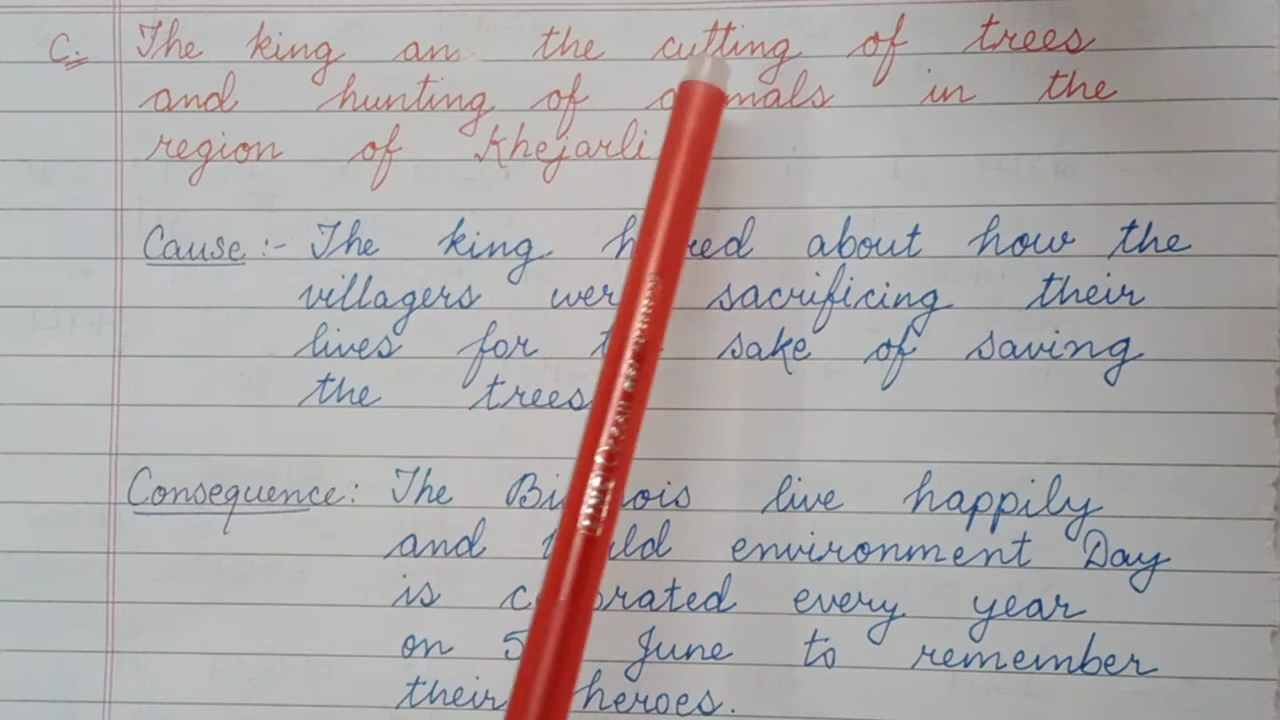 C. The king an the cutting of trees
and hunting of in the
region of Khejarli
Cause :- The king about how the
villagers sacrificing their
lives for sake of saving
the trees
Consequence: The live happily
and environment Day
is every year
on June to remember
their heroes.